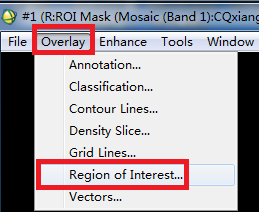 #1 (R:ROI Mask (Mosaic (Band 1):CQxiang
File Overlay Enhance Tools Window
Annotation...
Classification...
Contour Lines...
Density Slice...
Grid Lines...
Region of Interest...
Vectors...